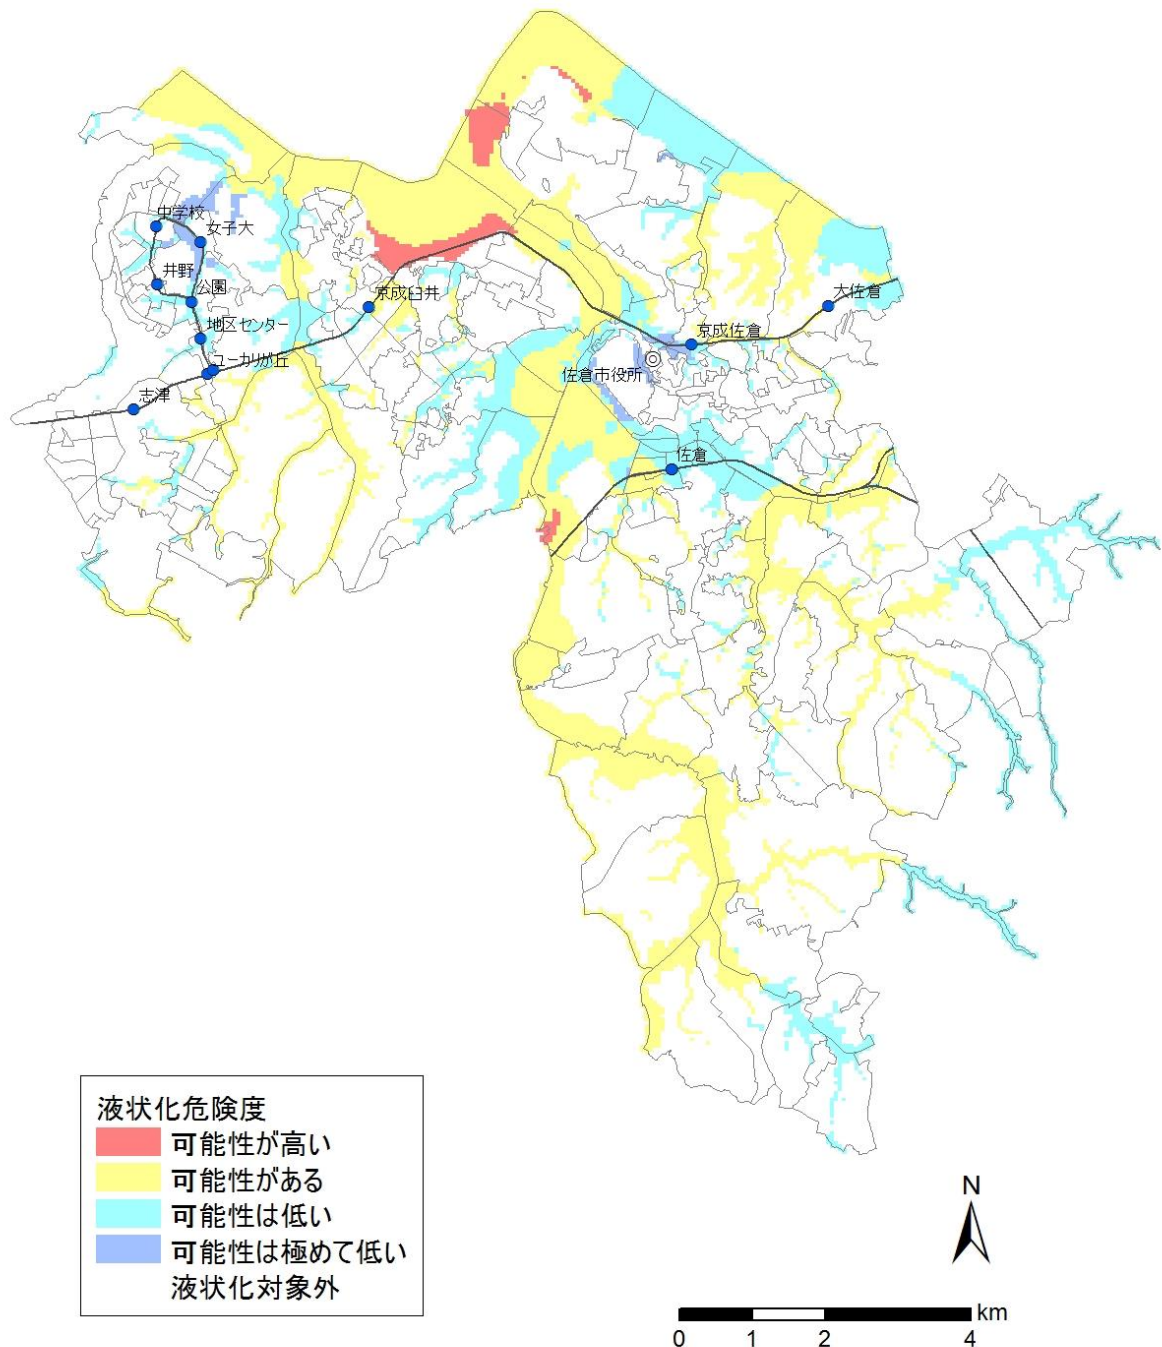 中学校
女子大
井野
公園
地区センター
ユーカリが丘
志津
京成臼井
大佐倉
京成佐倉
佐倉市役所
佐倉
液状化危険度
可能性が高い
可能性がある
可能性は低い
可能性は極めて低い
液状化対象外
N
km
0 1 2 4